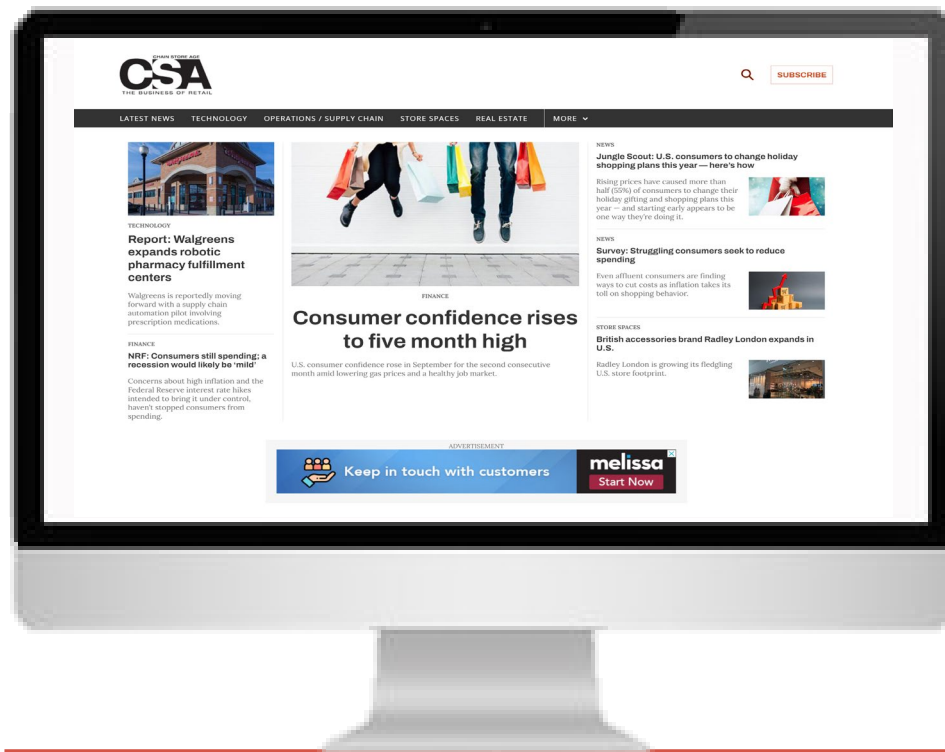 CHAIN STORE AGE
CSA
THE BUSINESS OF RETAIL
SUBSCRIBE
LATEST NEWS TECHNOLOGY OPERATIONS / SUPPLY CHAIN STORE SPACES REAL ESTATE MORE
TECHNOLOGY
Report: Walgreens
expands robotic
pharmacy fulfillment
centers
Walgreens is reportedly moving
forward with a supply chain
automation pilot involving
prescription medications.
FINANCE
NRF: Consumers still spending; a
recession would likely be ‘mild’
Concerns about high inflation and the
Federal Reserve interest rate hikes
intended to bring it under control,
haven't stopped consumers from
spending.
FINANCE
Consumer confidence rises
to five month high
U.S. consumer confidence rose in September for the second consecutive
month amid lowering gas prices and a healthy job market.
NEWS
Jungle Scout: U.S. consumers to change holiday
shopping plans this year — here’s how
Rising prices have caused more than
half (55%) of consumers to change their
holiday gifting and shopping plans this
year — and starting early appears to be
one way they're doing it.
NEWS
Survey: Struggling consumers seek to reduce
spending
Even affluent consumers are finding
ways to cut costs as inflation takes its
toll on shopping behavior.
STORE SPACES
British accessories brand Radley London expands in
U.S.
Radley London is growing its fledgling
U.S. store footprint.
ADVERTISEMENT
Keep in touch with customers
melissa
Start Now